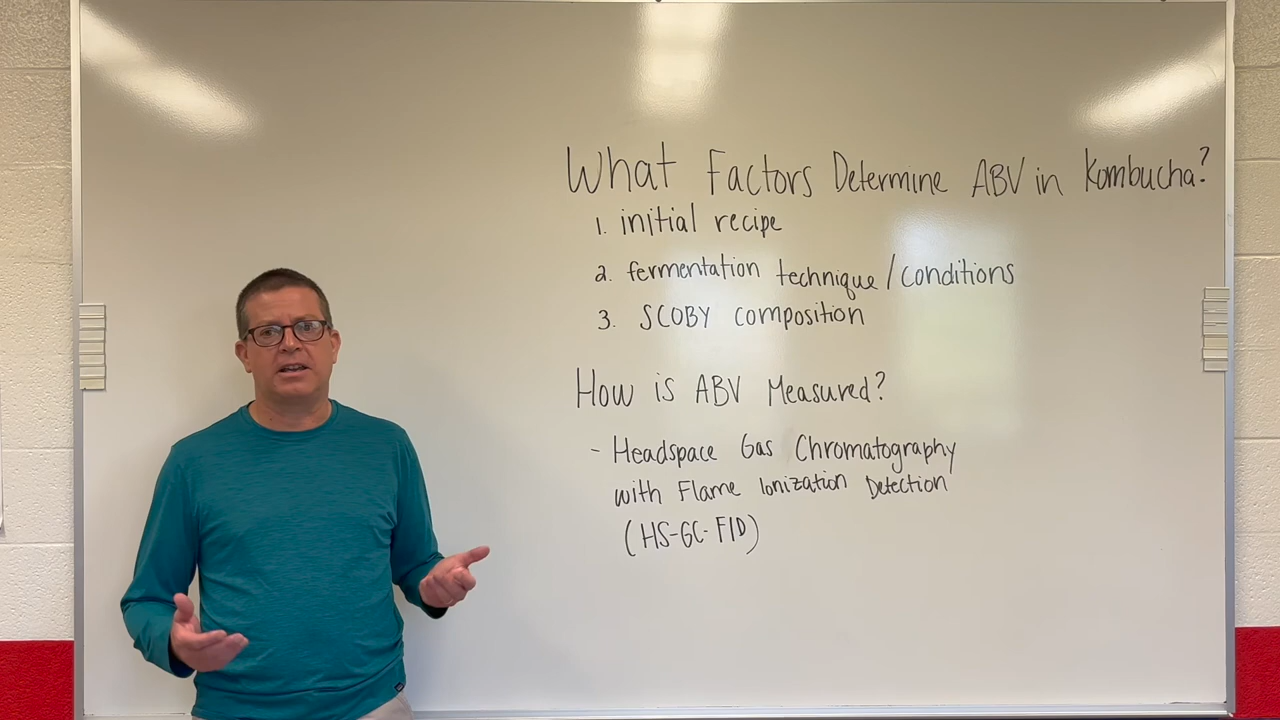 What Factors Determine ABV in Kombucha?
1. initial recipe
2. fermentation technique/conditions
3. SCOBY composition
How is ABV Measured?
- Headspace Gas Chromatography
with Flame Ionization Detection
(HS-GC-FID)